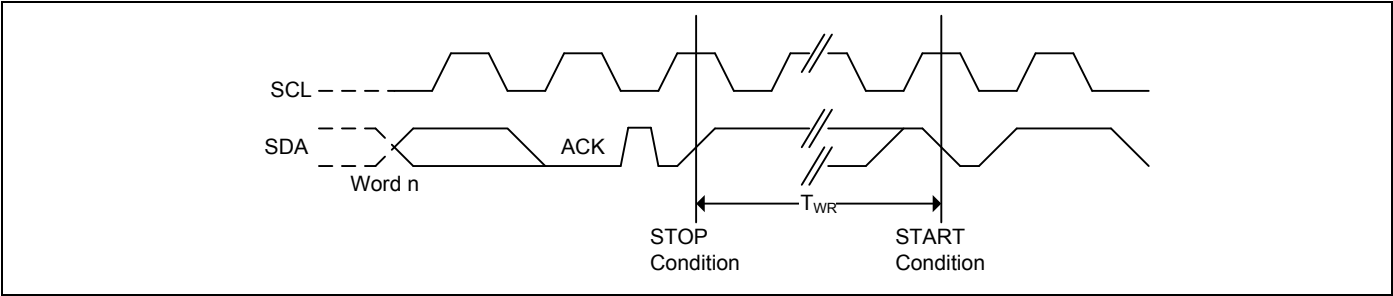 SCL
SDA
ACK
Word n
TWR
STOP
Condition
START
Condition